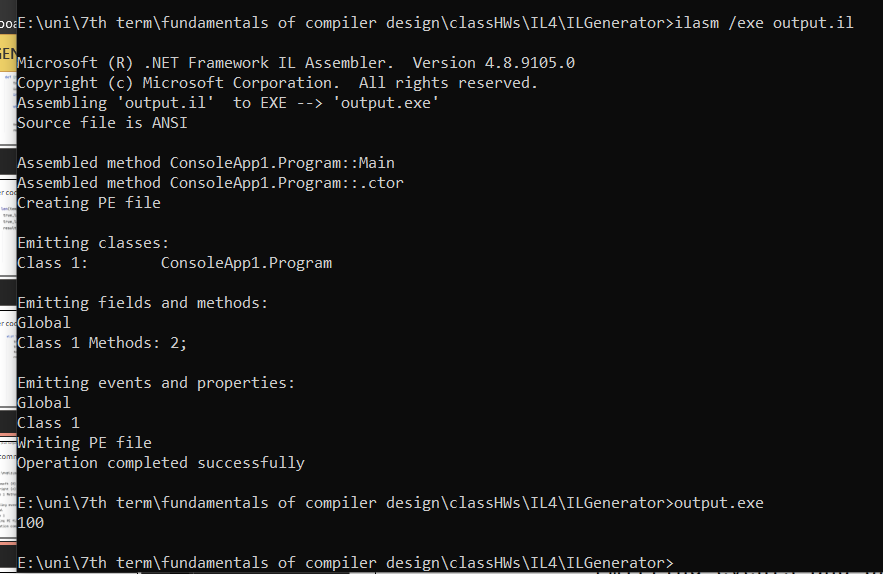 E:\uni\7th term\fundamentals of compiler design\classHWs\IL4\ILGenerator>ilasm /exe output.il
Microsoft (R) .NET Framework IL Assembler.  Version 4.8.9105.0
Copyright (c) Microsoft Corporation.  All rights reserved.
Assembling 'output.il'  to EXE --> 'output.exe'
Source file is ANSI
Assembled method ConsoleApp1.Program::Main
Assembled method ConsoleApp1.Program::.ctor
Creating PE file
Emitting classes:
Class 1:        ConsoleApp1.Program
Emitting fields and methods:
Global
Class 1 Methods: 2;
Emitting events and properties:
Global
Class 1
Writing PE file
Operation completed successfully
E:\uni\7th term\fundamentals of compiler design\classHWs\IL4\ILGenerator>output.exe
100
E:\uni\7th term\fundamentals of compiler design\classHWs\IL4\ILGenerator>